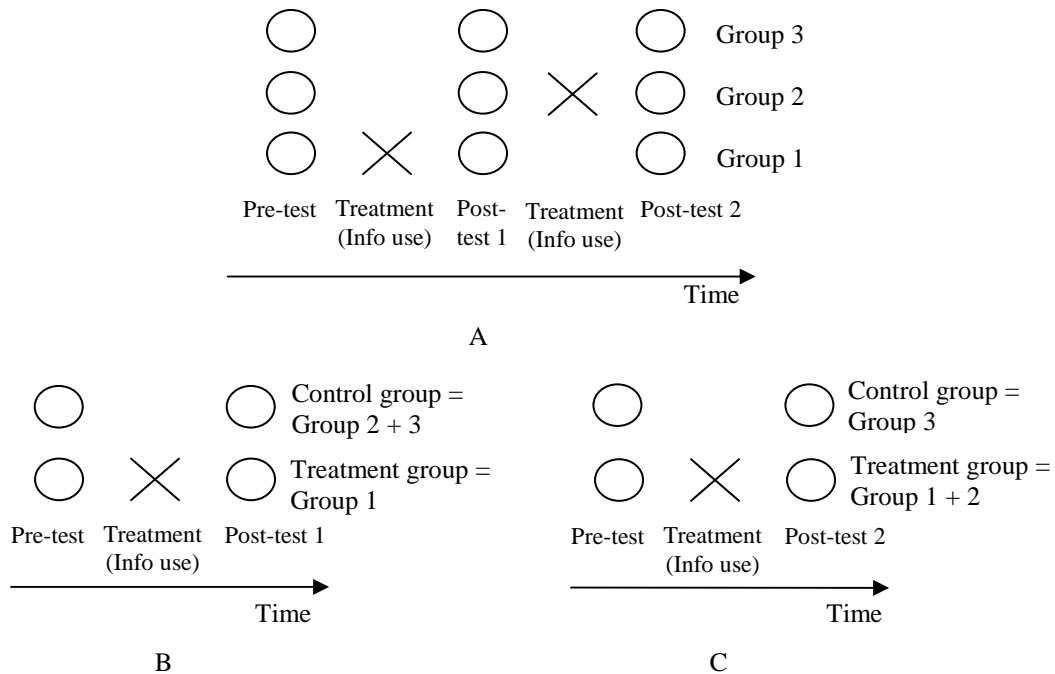 Group 3
Group 2
Group 1
Pre-test Treatment Post- Treatment Post-test 2
(Info use) test 1 (Info use)
Time
A
Control group =
Group 2 + 3
Treatment group =
Group 1
Pre-test Treatment Post-test 1
(Info use)
Time
B
Control group =
Group 3
Treatment group =
Group 1 + 2
Pre-test Treatment Post-test 2
(Info use)
Time
C